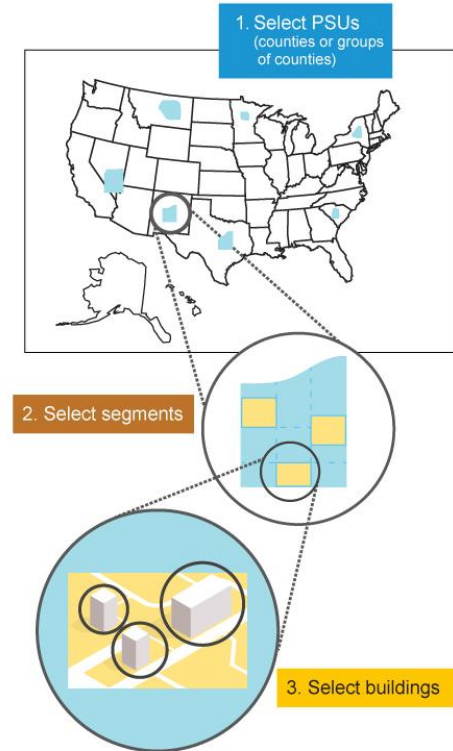 1. Select PSUs
(counties or groups
of counties)
2. Select segments
3. Select buildings